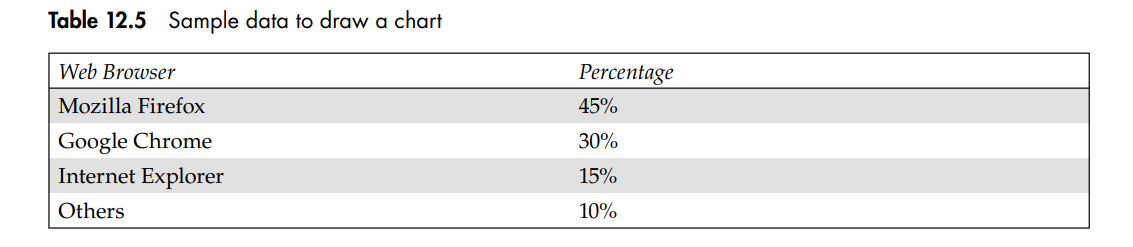 Table 12.5 Sample data to draw a chart
Web Browser Percentage
Mozilla Firefox 45%
Google Chrome 30%
Internet Explorer 15%
Others 10%